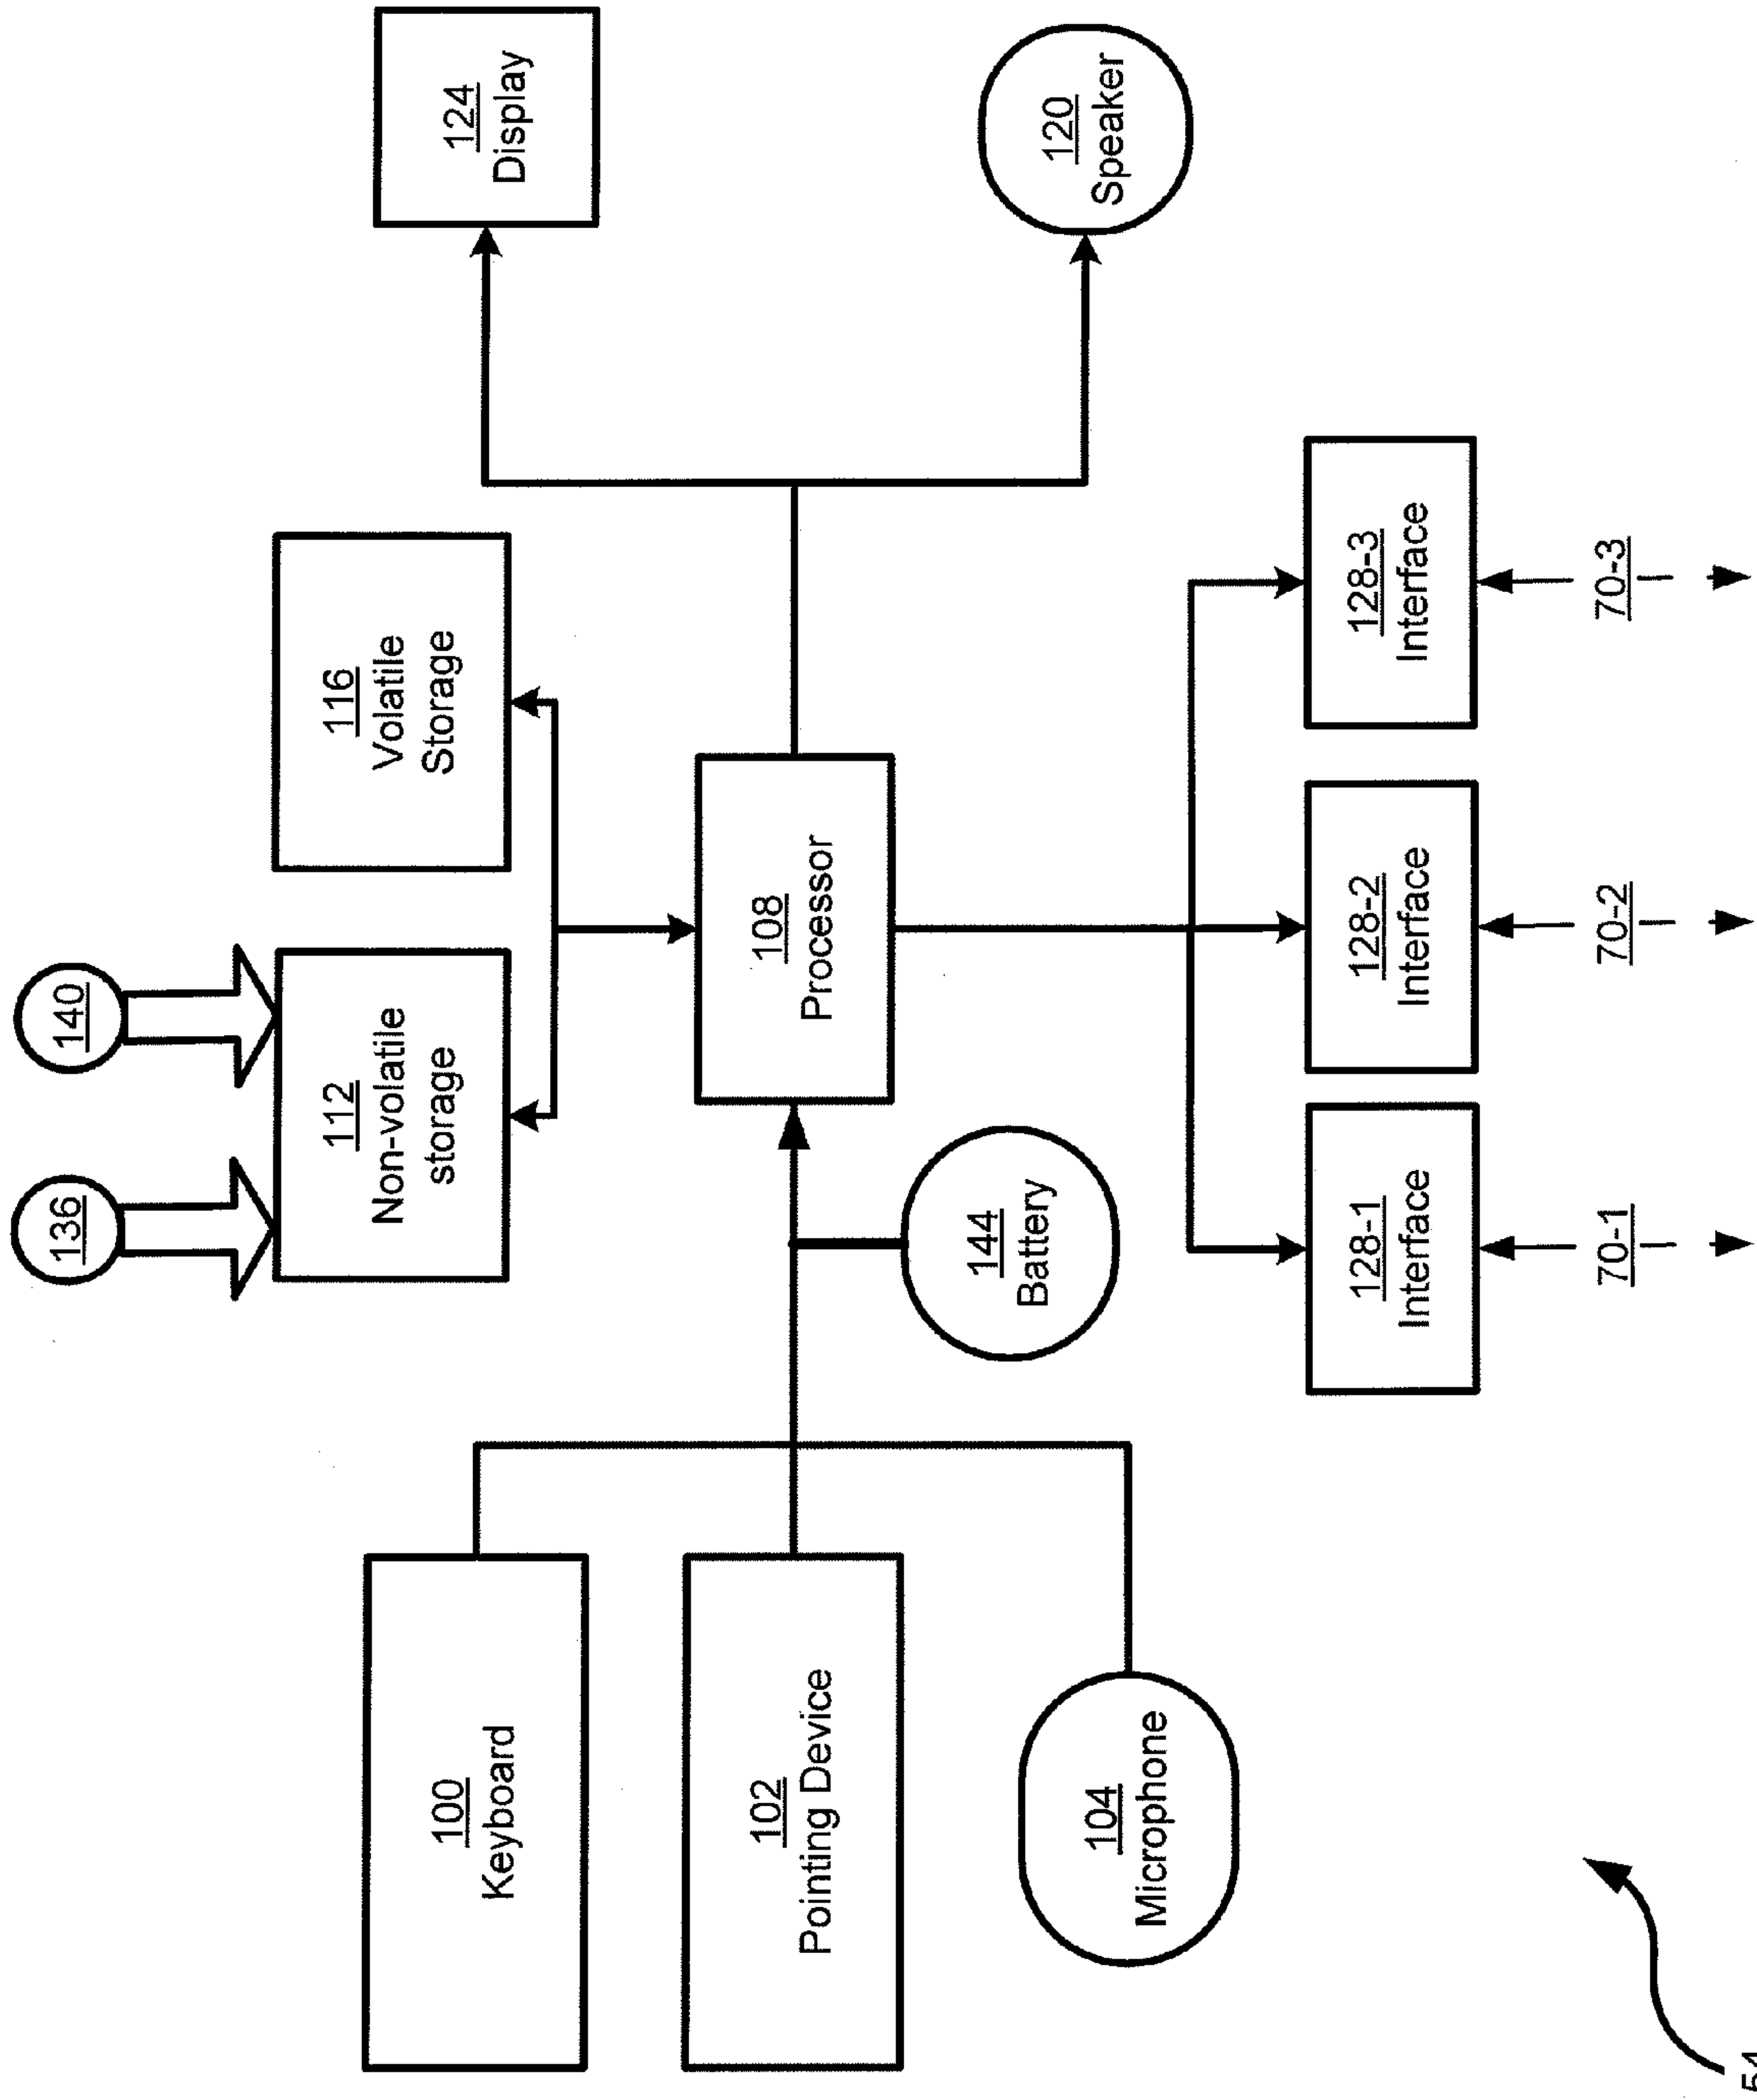 136
140
112
Non-volatile
storage
116
Volatile
Storage
100
Keyboard
124
Display
102
Pointing Device
108
Processor
144
Battery
104
Microphone
120
Speaker
128-1
Interface
128-2
Interface
128-3
Interface
70-1
70-2
70-3